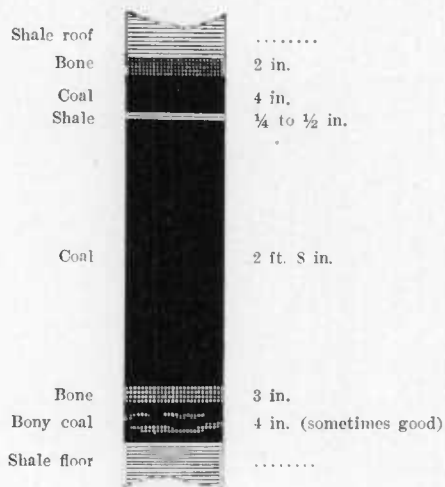 Shale roof ........
Bone 2 in.
Coal 4 in.
Shale ¼ to ½ in.
Coal 2 ft. 8 in.
Bone 3 in.
Bony coal 4 in. (sometimes good)
Shale floor ........